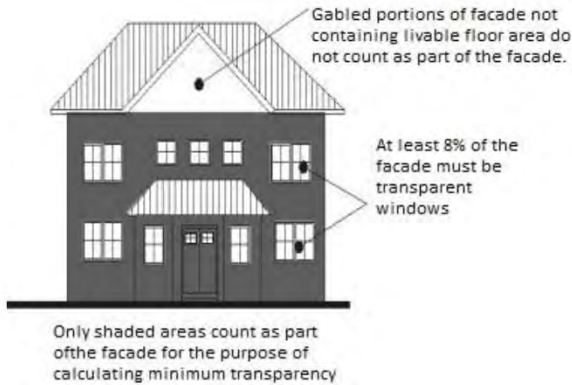 Gabled portions of facade not
containing livable floor area do
not count as part of the facade.
At least 8% of the
facade must be
transparent
windows
Only shaded areas count as part
ofthe facade for the purpose of
calculating minimum transparency